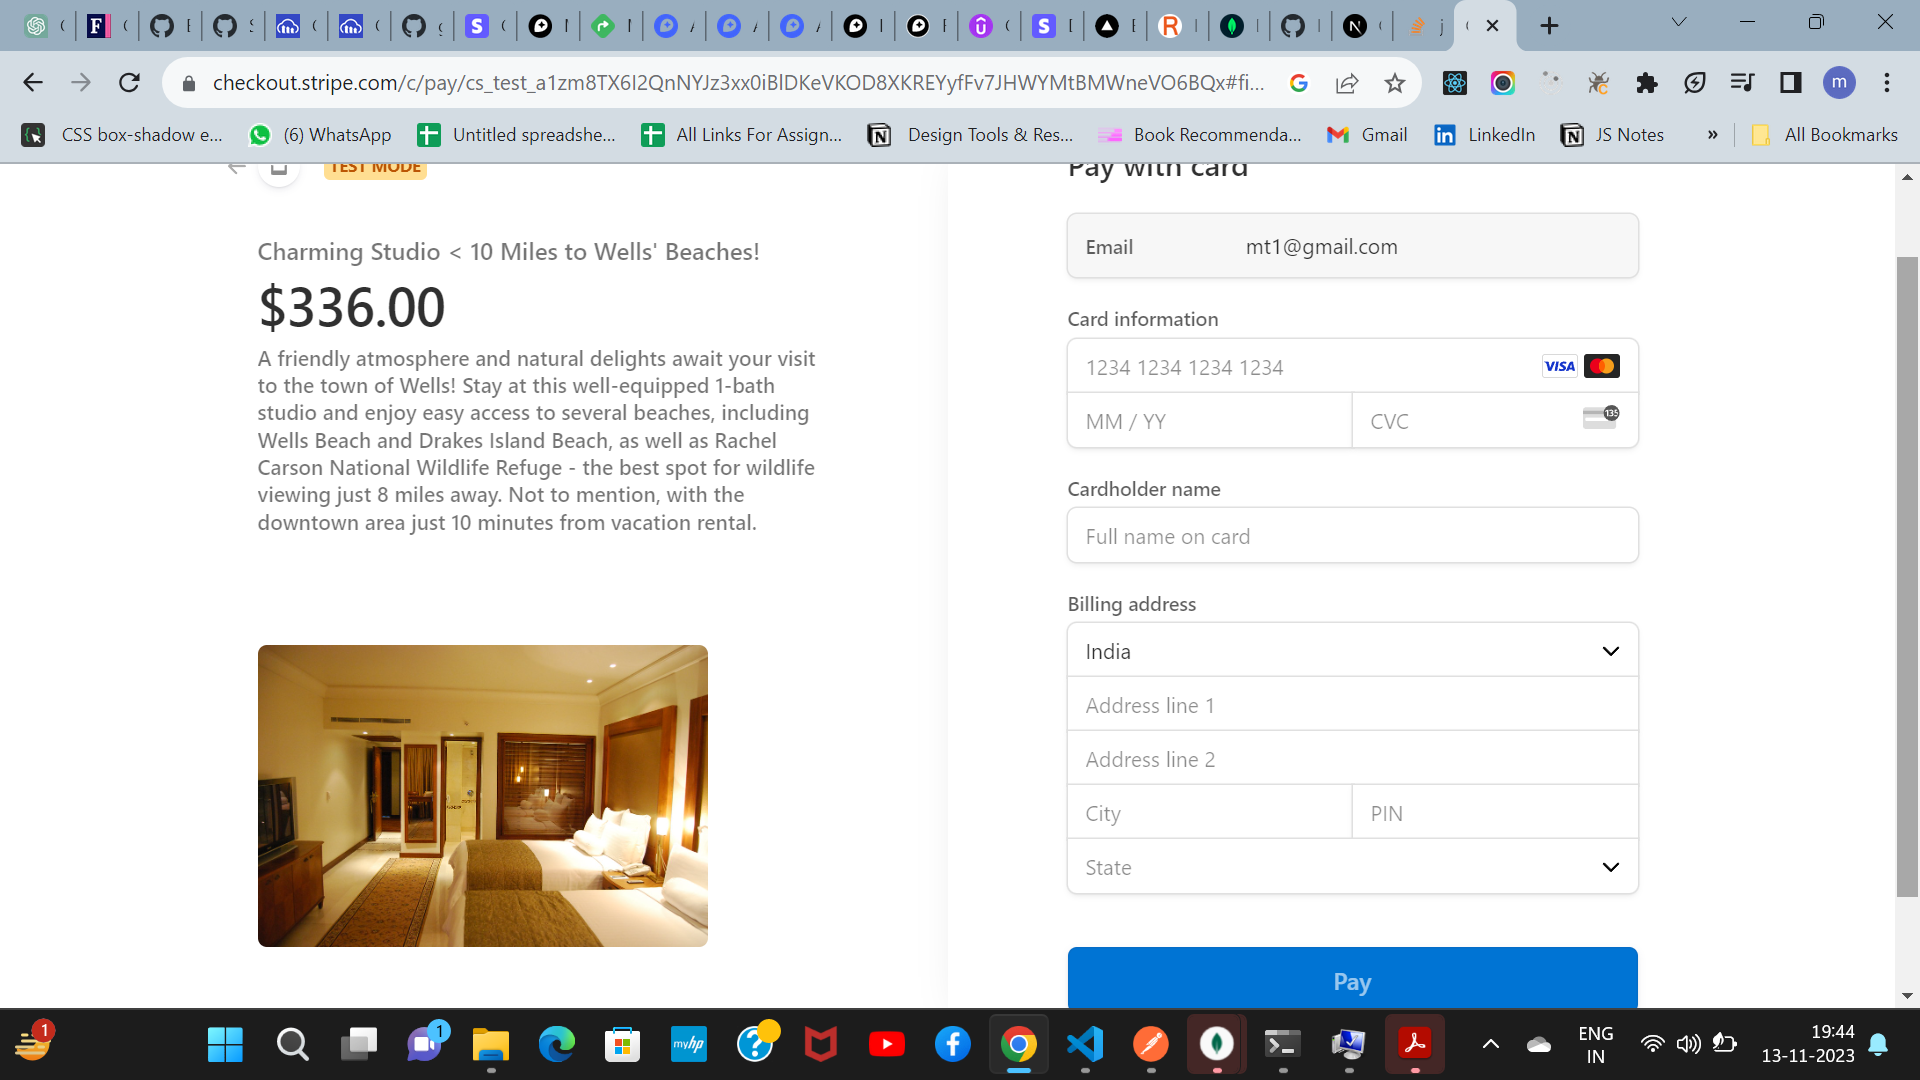 checkout.stripe.com/c/pay/cs_test_a1zm8TX6I2QnNYJz3xx0iBlDKeVKOD8XKREYyfFv7JHWYMtBMWneVO6BQx#fi...
m
CSS box-shadow e...
(6) WhatsApp
Untitled spreadshe...
All Links For Assign...
Design Tools & Res...
Book Recommenda...
Gmail
LinkedIn
JS Notes
»
All Bookmarks
TEST MODE
Charming Studio < 10 Miles to Wells' Beaches!
$336.00
A friendly atmosphere and natural delights await your visit
to the town of Wells! Stay at this well-equipped 1-bath
studio and enjoy easy access to several beaches, including
Wells Beach and Drakes Island Beach, as well as Rachel
Carson National Wildlife Refuge - the best spot for wildlife
viewing just 8 miles away. Not to mention, with the
downtown area just 10 minutes from vacation rental.
Pay with card
Email mt1@gmail.com
Card information
1234 1234 1234 1234 VISA
MM / YY
CVC 135
Cardholder name
Full name on card
Billing address
India
Address line 1
Address line 2
City
PIN
State
Pay
1
1
myhp
ENG
IN
19:44
13-11-2023